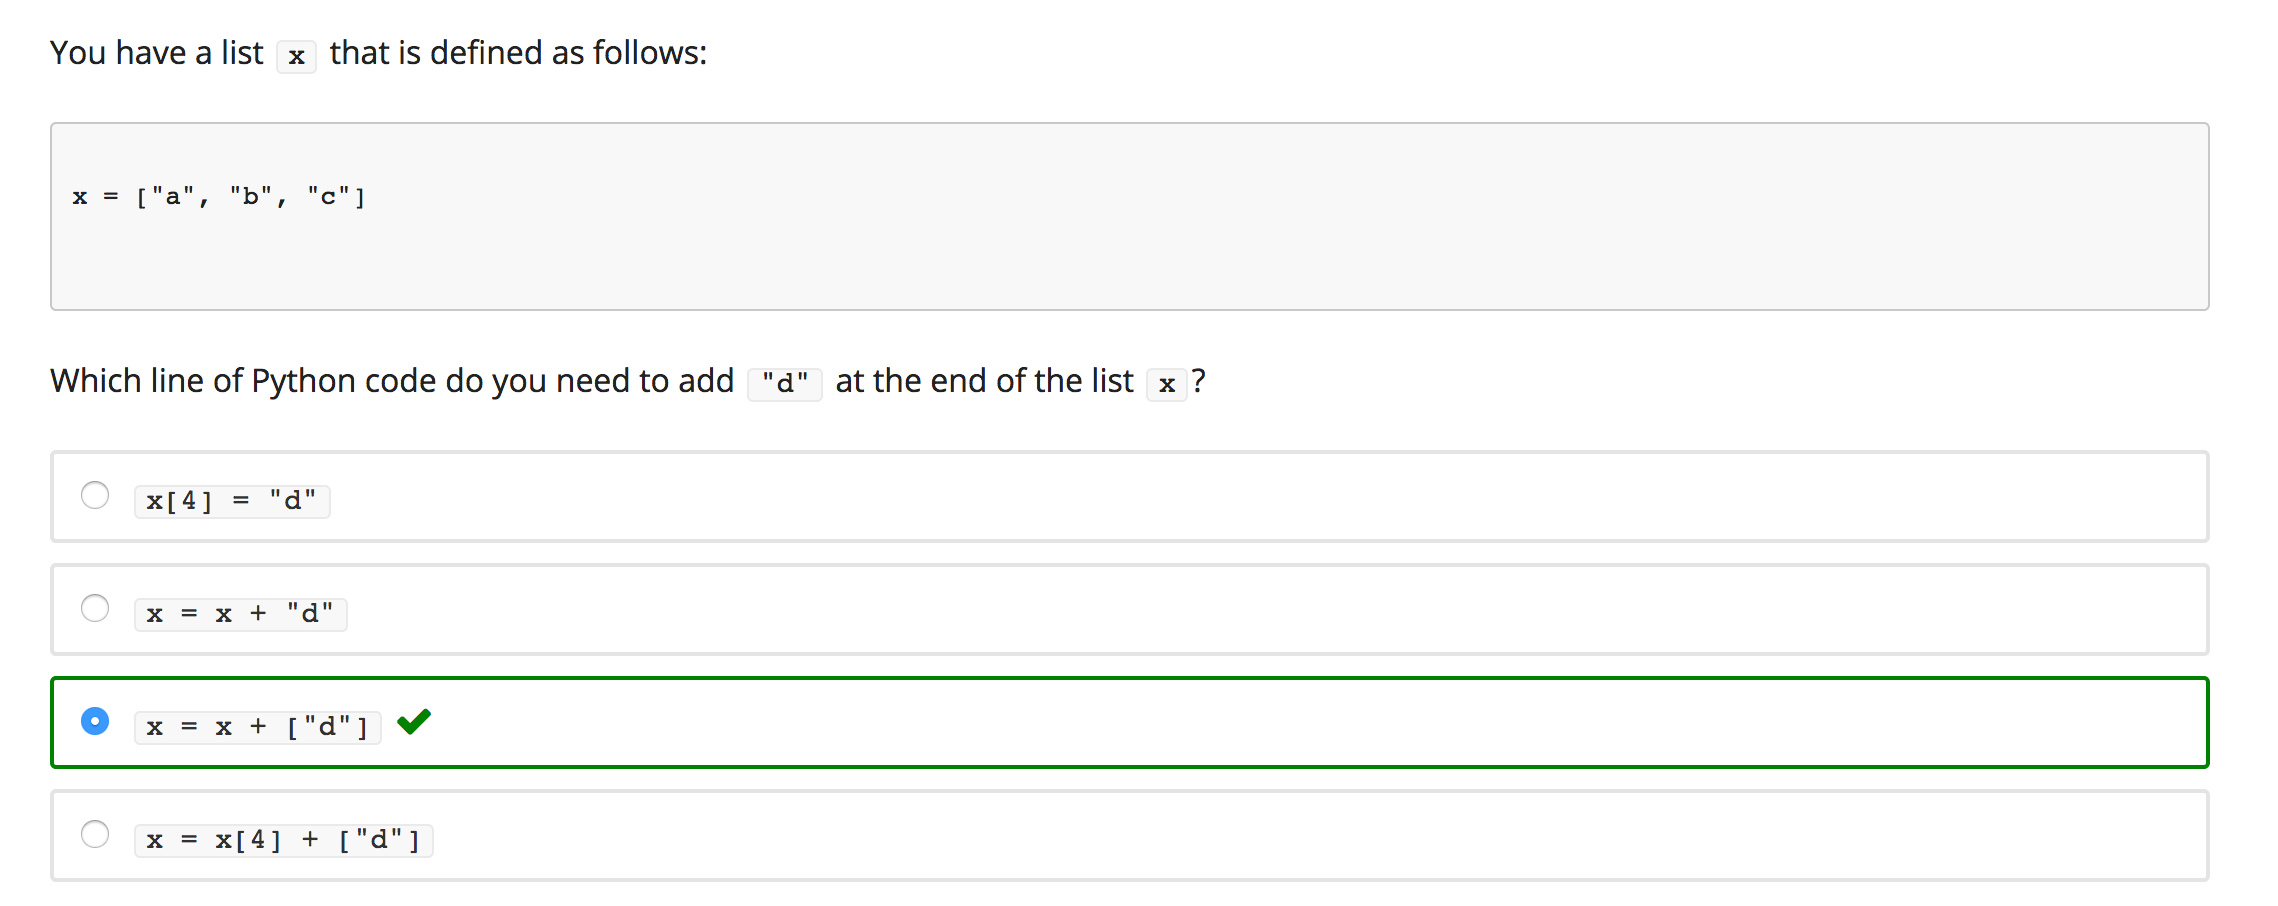 You have a list x that is defined as follows:
x = ["a", "b", "c"]
Which line of Python code do you need to add "d" at the end of the list x?
x[4] = "d"
x = x + "d"
x = x + ["d"]
x = x[4] + ["d"]